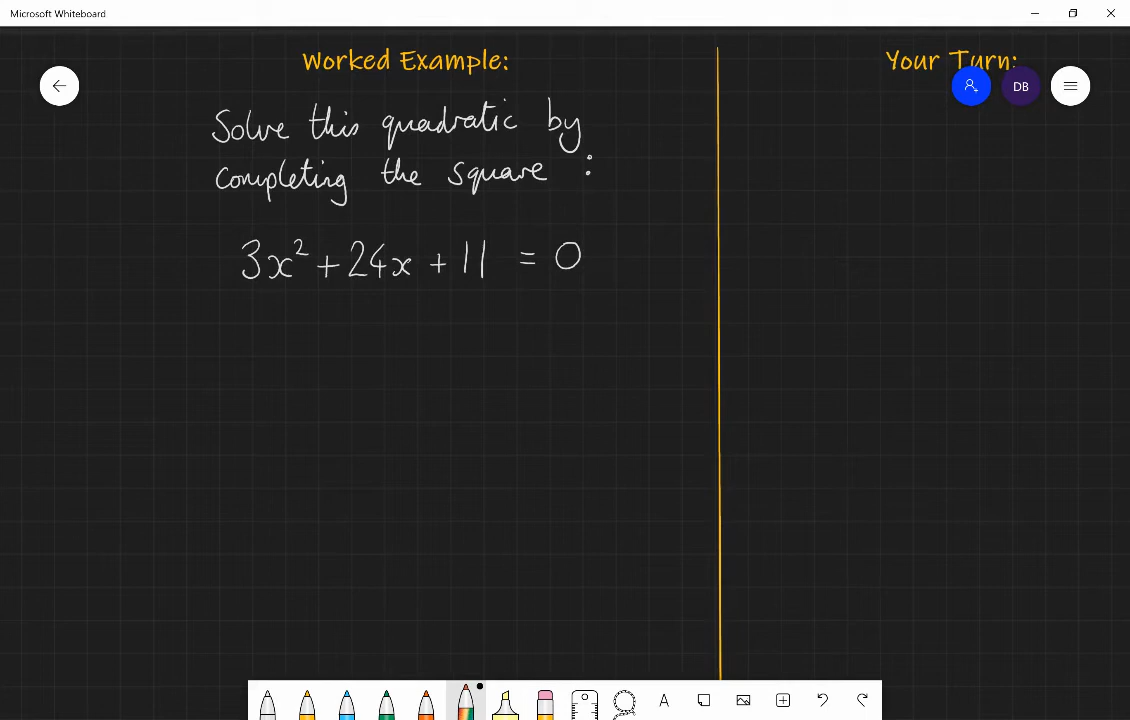 Microsoft Whiteboard
Worked Example:
Your Turn:
DB
Solve this quadratic by
completing the square :
3x² + 24x + 11 = 0
A